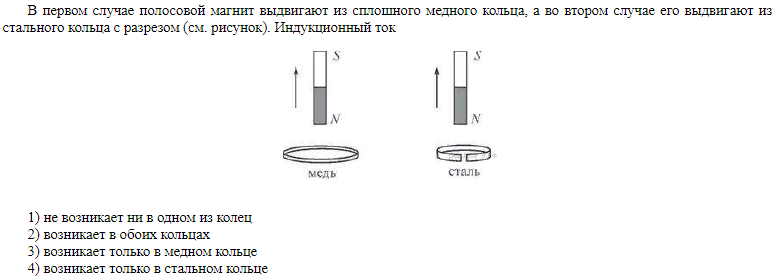 В первом случае полосовой магнит выдвигают из сплошного медного кольца, а во втором случае его выдвигают из
стального кольца с разрезом (см. рисунок). Индукционный ток
S S
N N
медь сталь
1) не возникает ни в одном из колец
2) возникает в обоих кольцах
3) возникает только в медном кольце
4) возникает только в стальном кольце